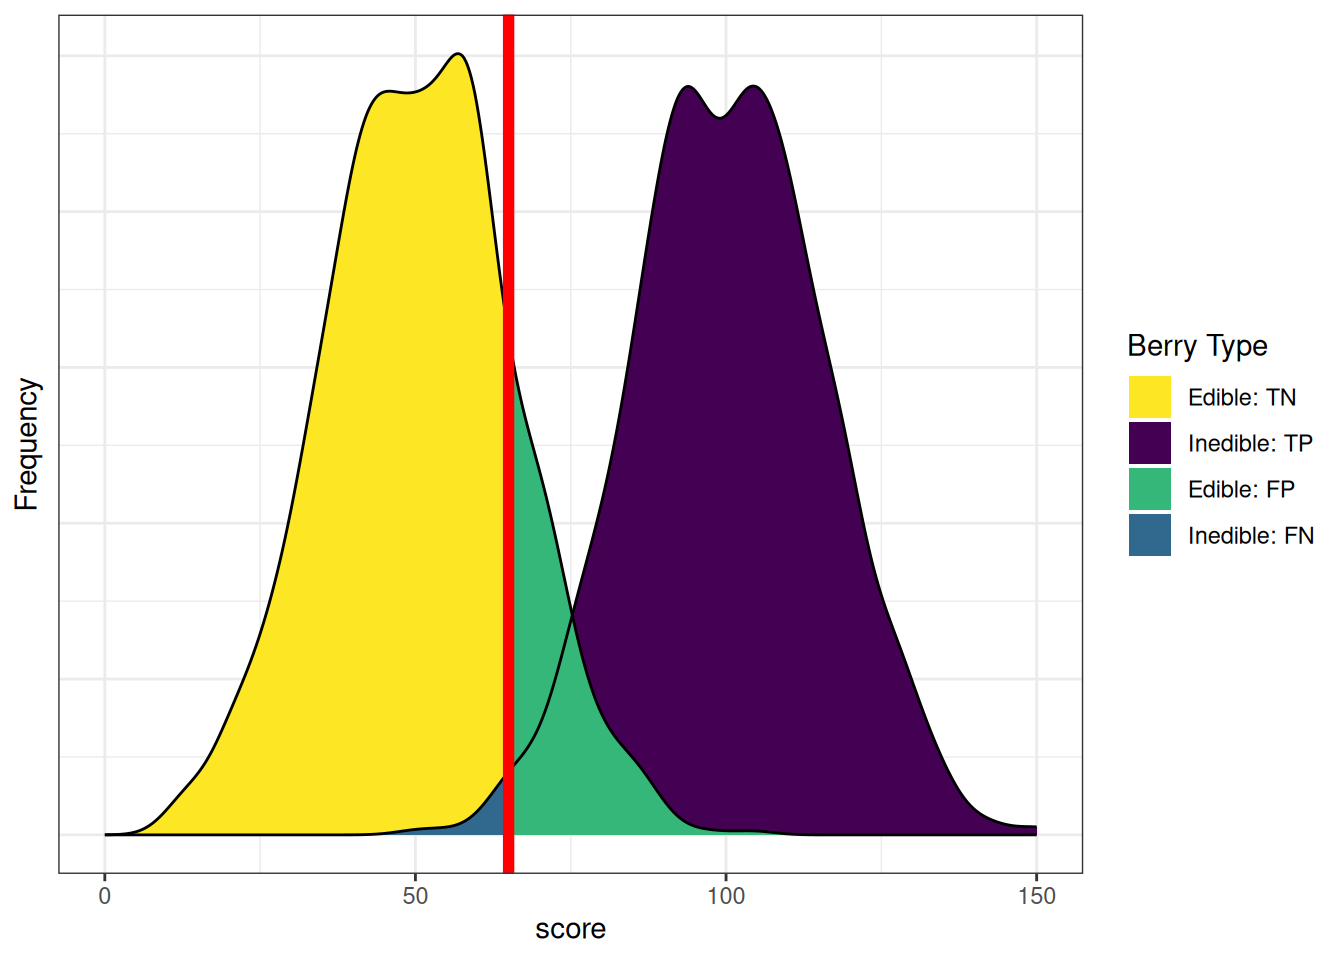 Frequency
0
50
100
150
score
Berry Type
Edible: TN
Inedible: TP
Edible: FP
Inedible: FN